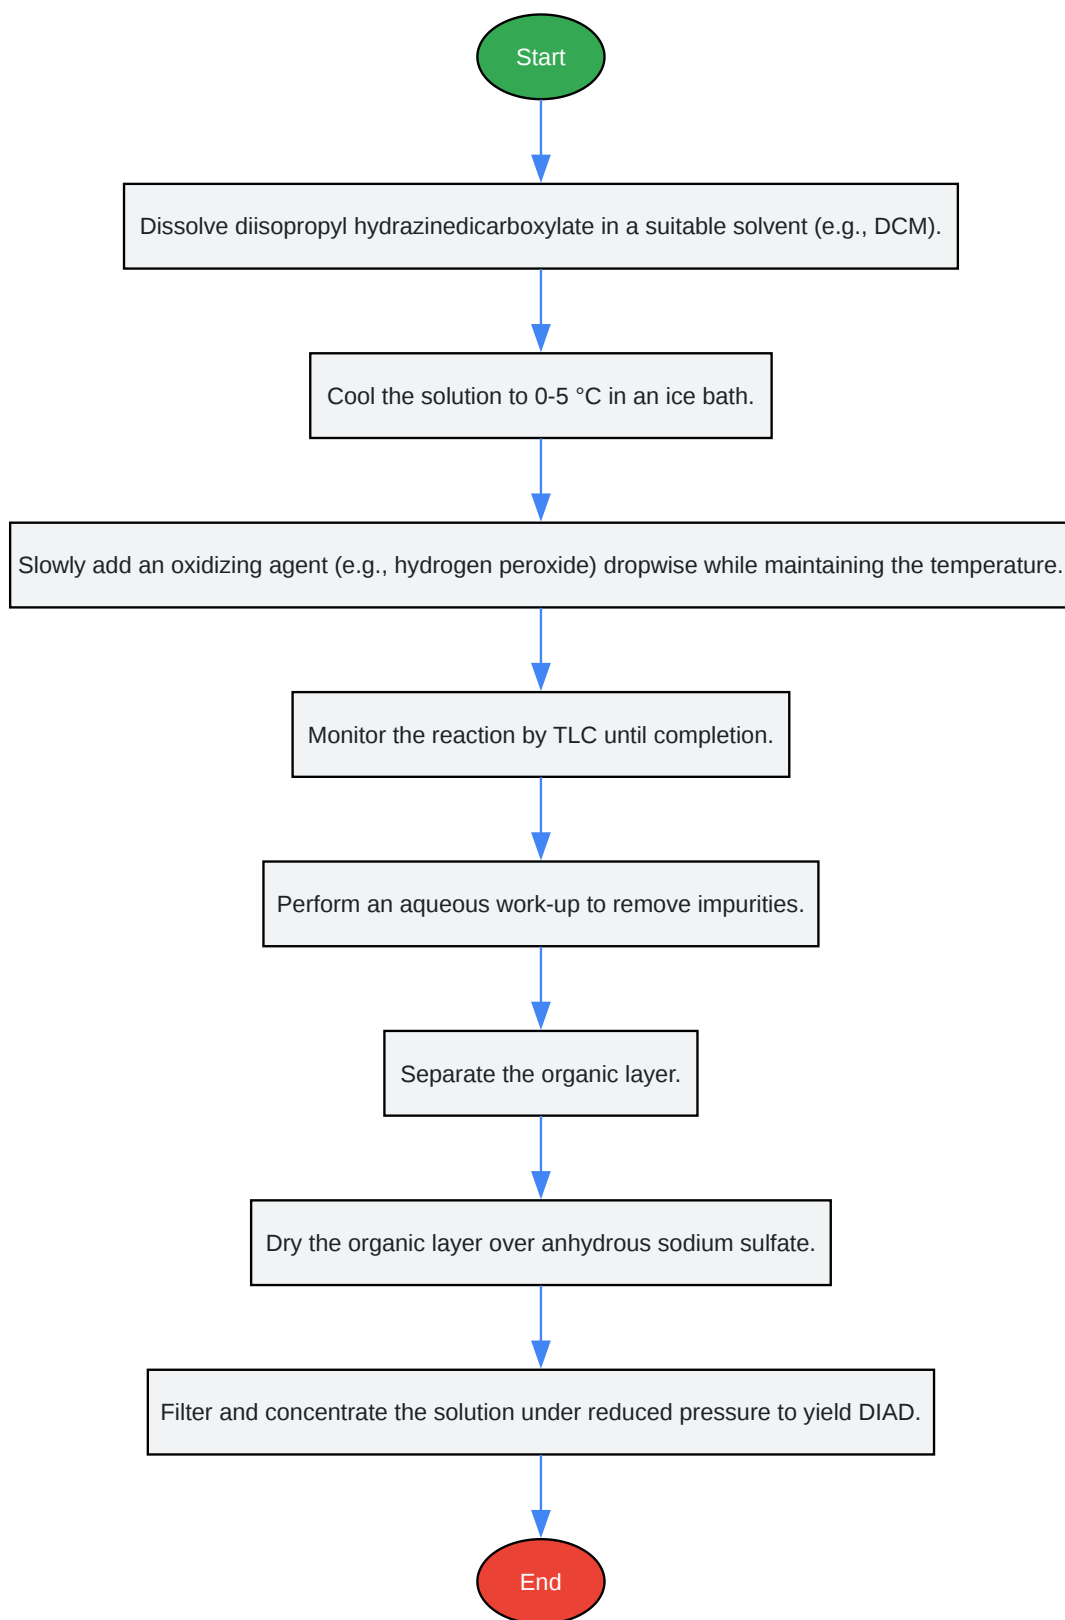 Start
Dissolve diisopropyl hydrazinedicarboxylate in a suitable solvent (e.g., DCM).
Cool the solution to 0-5 °C in an ice bath.
Slowly add an oxidizing agent (e.g., hydrogen peroxide) dropwise while maintaining the temperature.
Monitor the reaction by TLC until completion.
Perform an aqueous work-up to remove impurities.
Separate the organic layer.
Dry the organic layer over anhydrous sodium sulfate.
Filter and concentrate the solution under reduced pressure to yield DIAD.
End